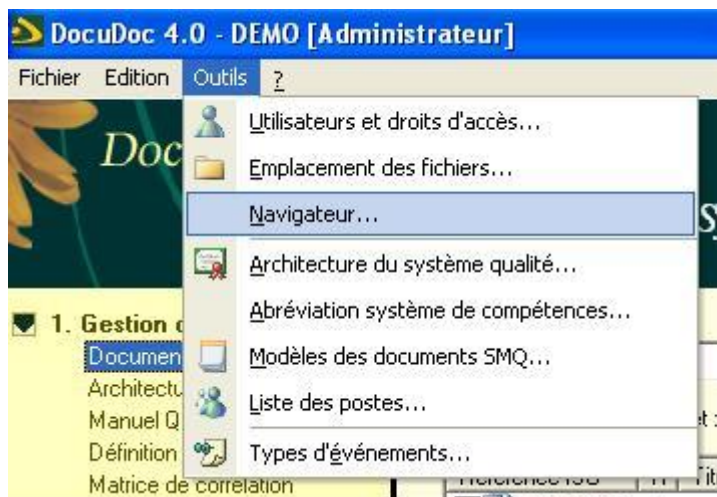 DocuDoc 4.0 - DEMO [Administrateur]
Fichier Edition Outils ?
Utilisateurs et droits d'accès...
Doc
Emplacement des fichiers...
Navigateur...
Architecture du système qualité...
Abréviation système de compétences...
1. Gestion
Modèles des documents SMQ...
Documen
Architectu
Liste des postes...
Manuel Q
Définition
Types d'événements...
Matrice de corrélation